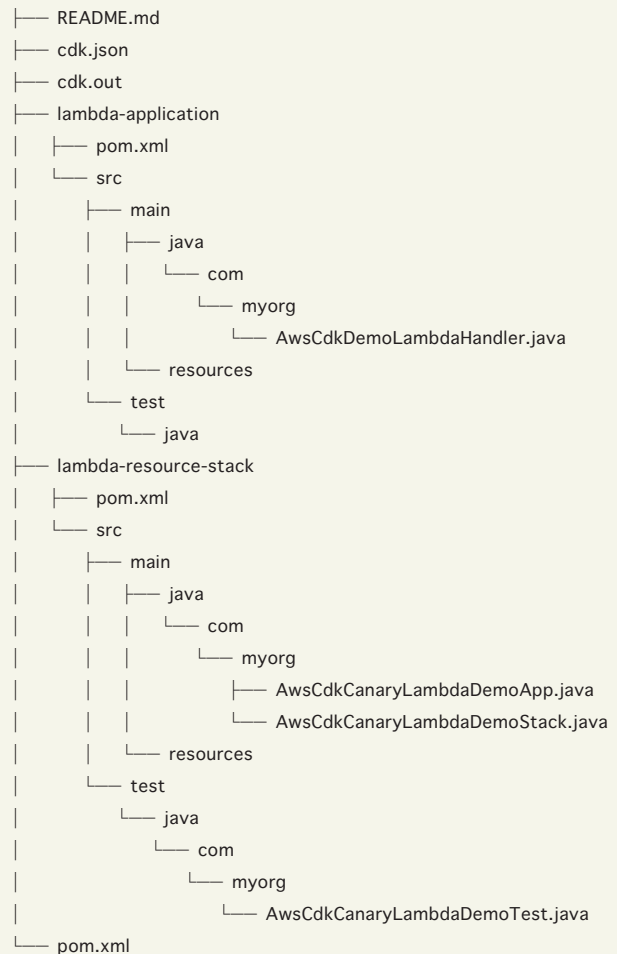 ├── README.md
├── cdk.json
├── cdk.out
├── lambda-application
│   ├── pom.xml
│   └── src
│       ├── main
│       │   ├── java
│       │   │   └── com
│       │   │       └── myorg
│       │   │           └── AwsCdkDemoLambdaHandler.java
│       │   └── resources
│       └── test
│           └── java
├── lambda-resource-stack
│   ├── pom.xml
│   └── src
│       ├── main
│       │   ├── java
│       │   │   └── com
│       │   │       └── myorg
│       │   │           ├── AwsCdkCanaryLambdaDemoApp.java
│       │   │           └── AwsCdkCanaryLambdaDemoStack.java
│       │   └── resources
│       └── test
│           └── java
│               └── com
│                   └── myorg
│                       └── AwsCdkCanaryLambdaDemoTest.java
└── pom.xml